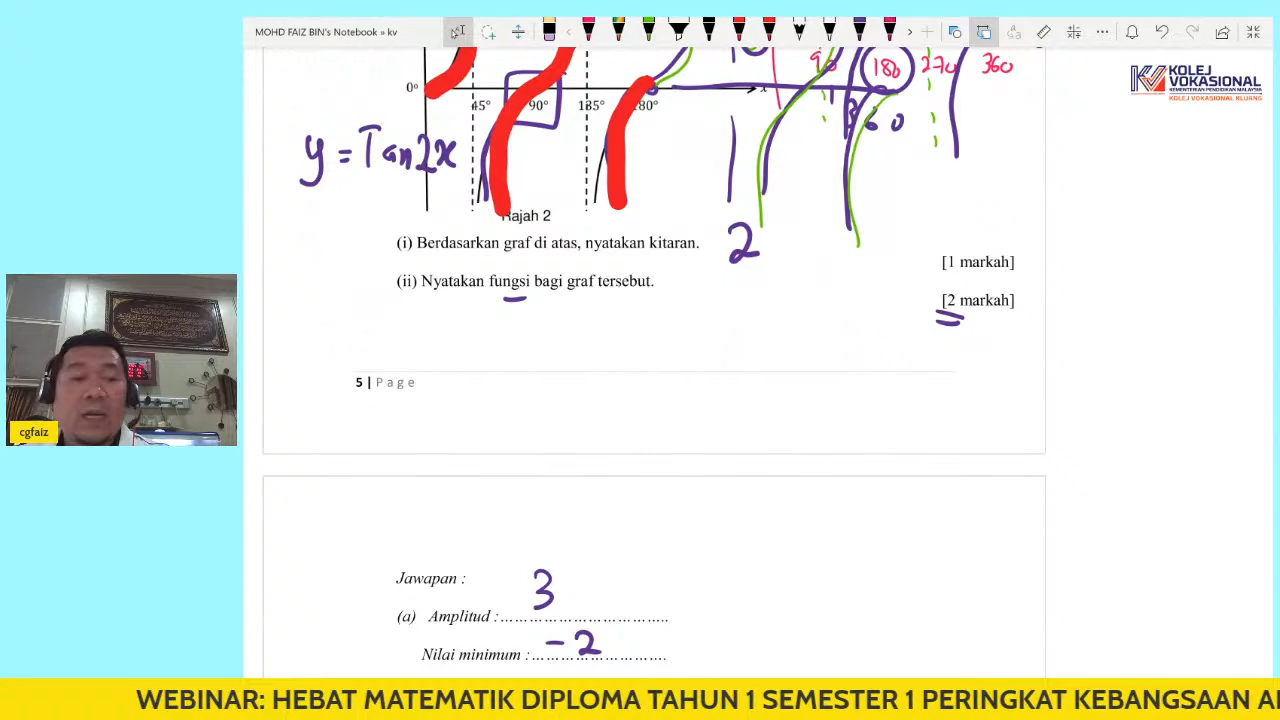 MOHD FAIZ BIN's Notebook » kv
KOLEJ
VOKASIONAL
KEMENTERIAN PENDIDIKAN MALAYSIA
KOLEJ VOKASIONAL KLUANG
90 180 270 360
0° 45° 90° 185° 180° x
360
y = Tan2x
Rajah 2
(i) Berdasarkan graf di atas, nyatakan kitaran. 2
[1 markah]
(ii) Nyatakan fungsi bagi graf tersebut.
[2 markah]
5 | Page
cgfaiz
Jawapan :
3
(a) Amplitud :…………………………………..
-2
Nilai minimum :…………………………….
WEBINAR: HEBAT MATEMATIK DIPLOMA TAHUN 1 SEMESTER 1 PERINGKAT KEBANGSAAN